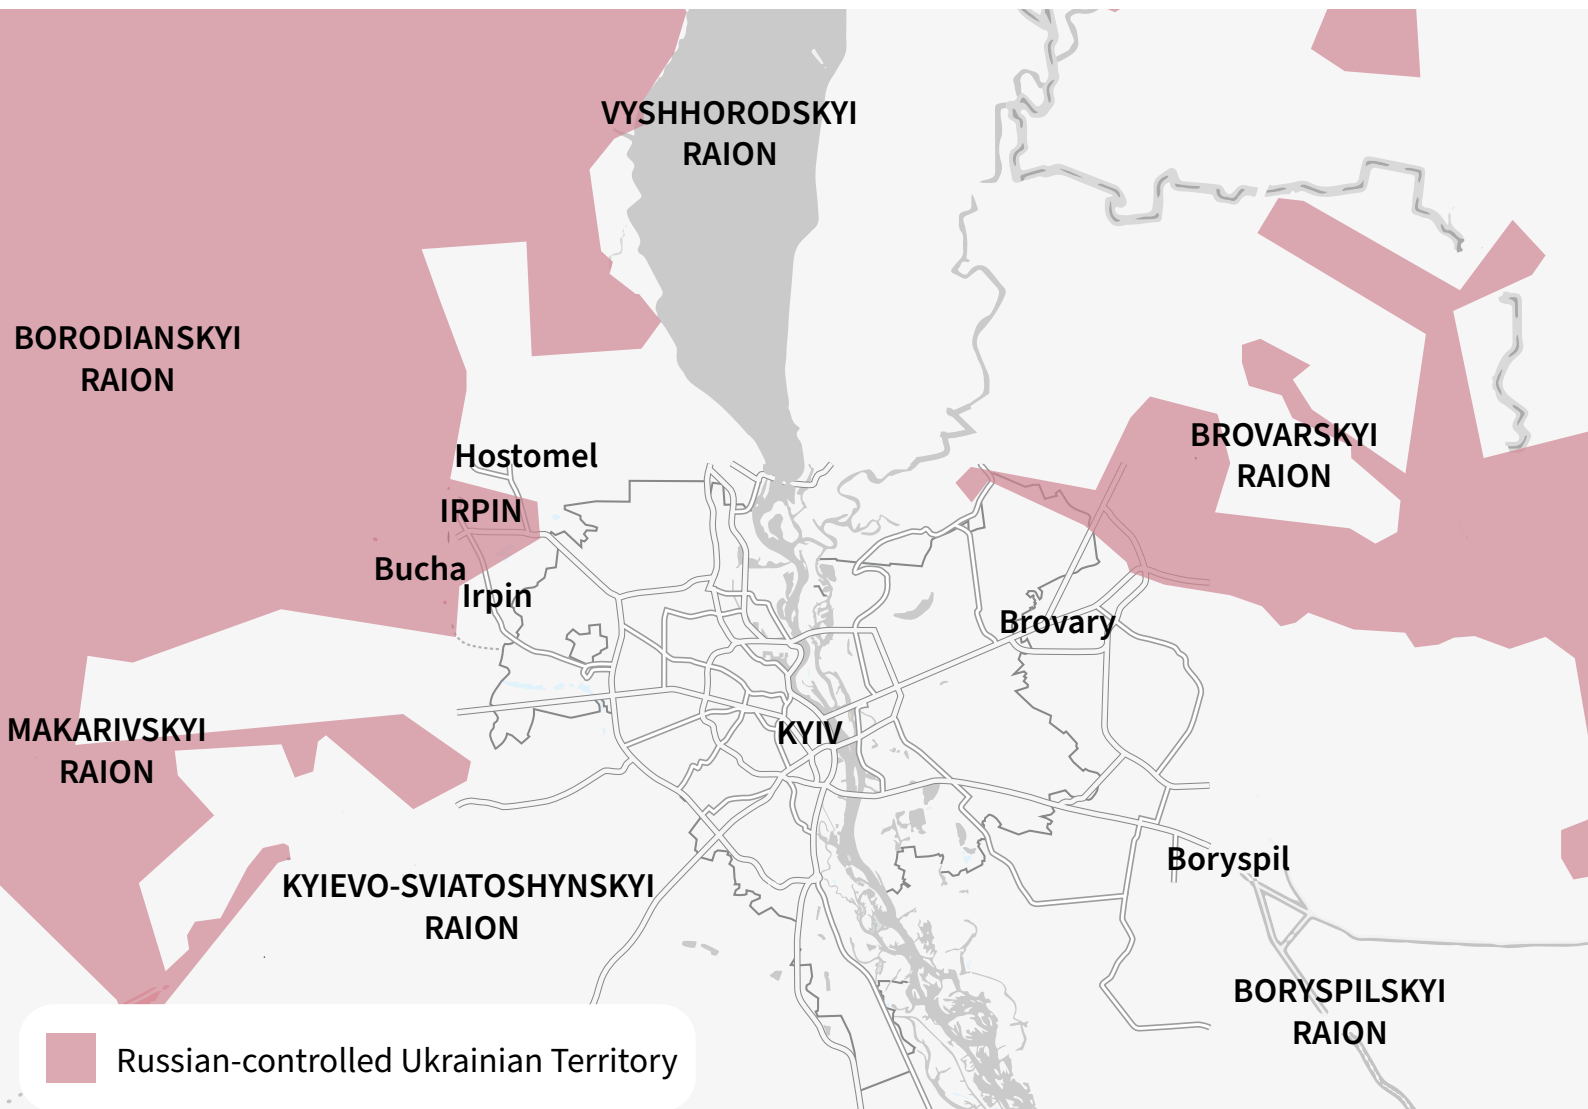 VYSHHORODSKYI
RAION
BORODIANSKYI
RAION
BROVARSKYI
RAION
Hostomel
IRPIN
Bucha
Irpin
Brovary
MAKARIVSKYI
RAION
KYIV
Boryspil
KYIEVO-SVIATOSHYNSKYI
RAION
BORYSPILSKYI
RAION
Russian-controlled Ukrainian Territory